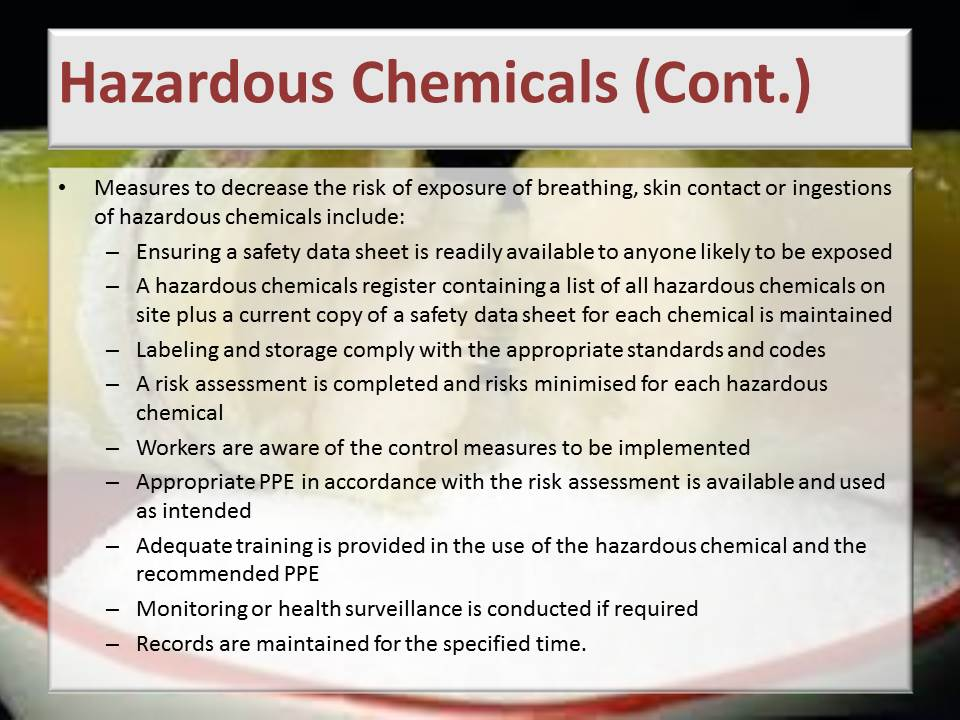 Hazardous Chemicals (Cont.)
• Measures to decrease the risk of exposure of breathing, skin contact or ingestions
of hazardous chemicals include:
– Ensuring a safety data sheet is readily available to anyone likely to be exposed
– A hazardous chemicals register containing a list of all hazardous chemicals on
site plus a current copy of a safety data sheet for each chemical is maintained
– Labeling and storage comply with the appropriate standards and codes
– A risk assessment is completed and risks minimised for each hazardous
chemical
– Workers are aware of the control measures to be implemented
– Appropriate PPE in accordance with the risk assessment is available and used
as intended
– Adequate training is provided in the use of the hazardous chemical and the
recommended PPE
– Monitoring or health surveillance is conducted if required
– Records are maintained for the specified time.